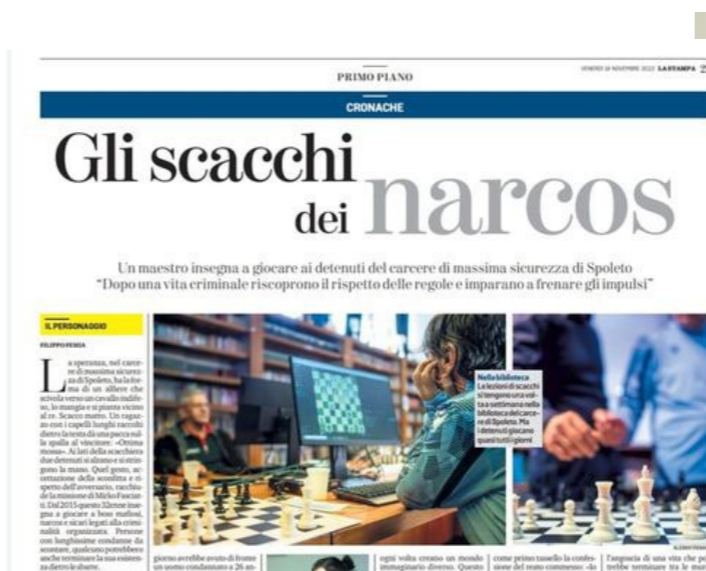 PRIMO PIANO
VENERDÌ 18 NOVEMBRE 2022 LA STAMPA
CRONACHE
Gli scacchi
dei narcos
Un maestro insegna a giocare ai detenuti del carcere di massima sicurezza di Spoleto
“Dopo una vita criminale riscoprono il rispetto delle regole e imparano a frenare gli impulsi”
IL PERSONAGGIO
FILIPPO FEMIA
La speranza, nel carce-
re di massima sicurez-
za di Spoleto, ha la for-
ma di un alfiere che
scivola verso un cavallo indife-
so, lo mangia e si pianta vicino
al re. Scacco matto. Un ragaz-
zo con i capelli lunghi raccolti
dietro la testa dà una pacca sul-
la spalla al vincitore: «Ottima
mossa». Ai lati della scacchiera
due detenuti si alzano e si strin-
gono la mano. Quel gesto, ac-
cettazione della sconfitta e ri-
spetto dell'avversario, racchiu-
de la missione di Mirko
Dal 2015 questo 32enne inse-
gna a giocare a boss mafiosi,
narcos e sicari legati alla crimi-
nalità organizzata. Persone
con lunghissime condanne da
scontare, qualcuno potrebbe
anche terminare la sua esisten-
za dietro le sbarre.
Nella biblioteca
Le lezioni di scacchi
si tengono una vol-
ta a settimana nella
biblioteca del carce-
re di Spoleto. Ma
i detenuti giocano
quasi tutti i giorni
giorno avrebbe avuto di fronte
un uomo condannato a 26 an-
ogni volta creano un mondo
immaginario diverso. Questo
come primo tassello la confes-
sione del reato commesso: «Io
l'angoscia di una vita che po-
trebbe terminare tra le mura